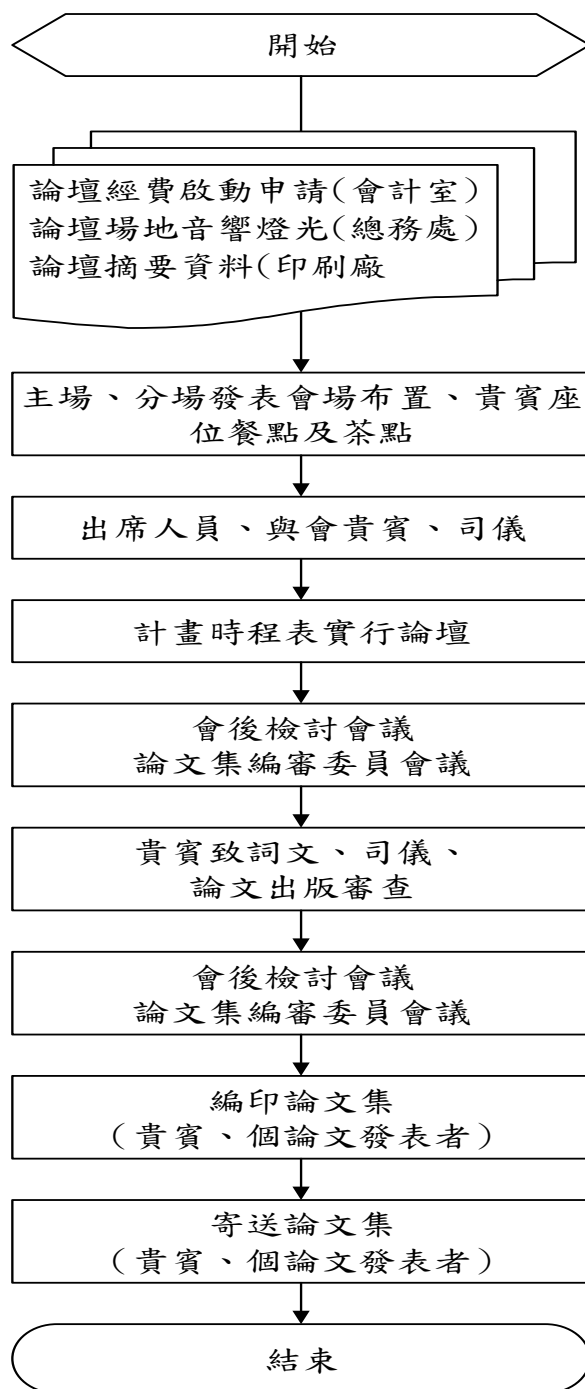 開始
論壇經費啟動申請(會計室)
論壇場地音響燈光(總務處)
論壇摘要資料(印刷廠
主場、分場發表會場布置、貴賓座
位餐點及茶點
出席人員、與會貴賓、司儀
計畫時程表實行論壇
會後檢討會議
論文集編審委員會議
貴賓致詞文、司儀、
論文出版審查
會後檢討會議
論文集編審委員會議
編印論文集
(貴賓、個論文發表者)
寄送論文集
(貴賓、個論文發表者)
結束